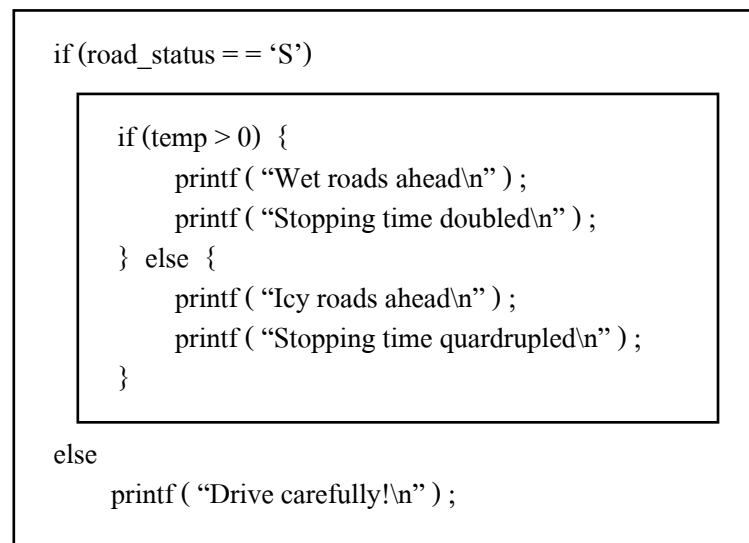 if (road_status = = ‘S’)
if (temp > 0) {
printf ( “Wet roads ahead\n” ) ;
printf ( “Stopping time doubled\n” ) ;
} else {
printf ( “Icy roads ahead\n” ) ;
printf ( “Stopping time quardrupled\n” ) ;
}
else
printf ( “Drive carefully!\n” ) ;